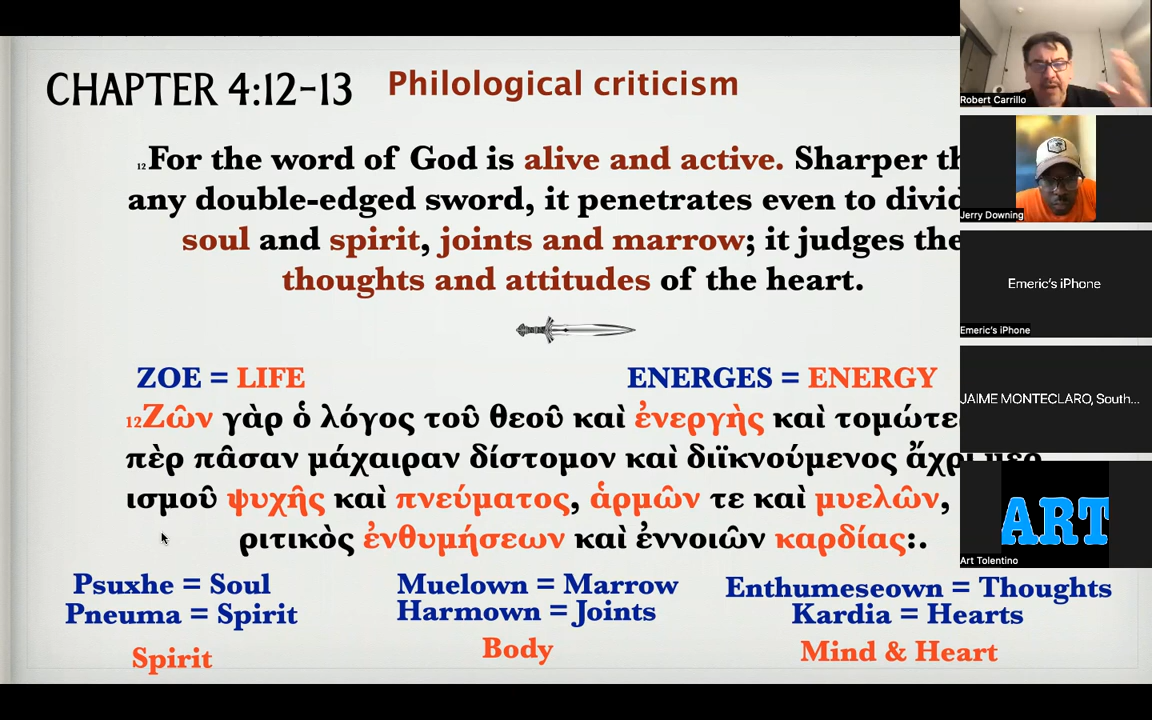 CHAPTER 4:12-13
Philological criticism
12 For the word of God is alive and active. Sharper th
any double-edged sword, it penetrates even to divid
soul and spirit, joints and marrow; it judges the
thoughts and attitudes of the heart.
ZOE = LIFE
ENERGES = ENERGY
12 Ζῶν γὰρ ὁ λόγος τοῦ θεοῦ καὶ ἐνεργὴς καὶ τομώτε
πὲρ πᾶσαν μάχαιραν δίστομον καὶ διϊκνούμενος ἄχρι μερ
ισμοῦ ψυχῆς καὶ πνεύματος, ἁρμῶν τε καὶ μυελῶν,
ριτικὸς ἐνθυμήσεων καὶ ἐννοιῶν καρδίας:.
Psuxhe = Soul
Pneuma = Spirit
Spirit
Muelown = Marrow
Harmown = Joints
Body
Enthumeseown = Thoughts
Kardia = Hearts
Mind & Heart
Robert Carrillo
Jerry Downing
Emeric's iPhone
Emeric's iPhone
JAIME MONTECLARO, South...
ART
Art Tolentino